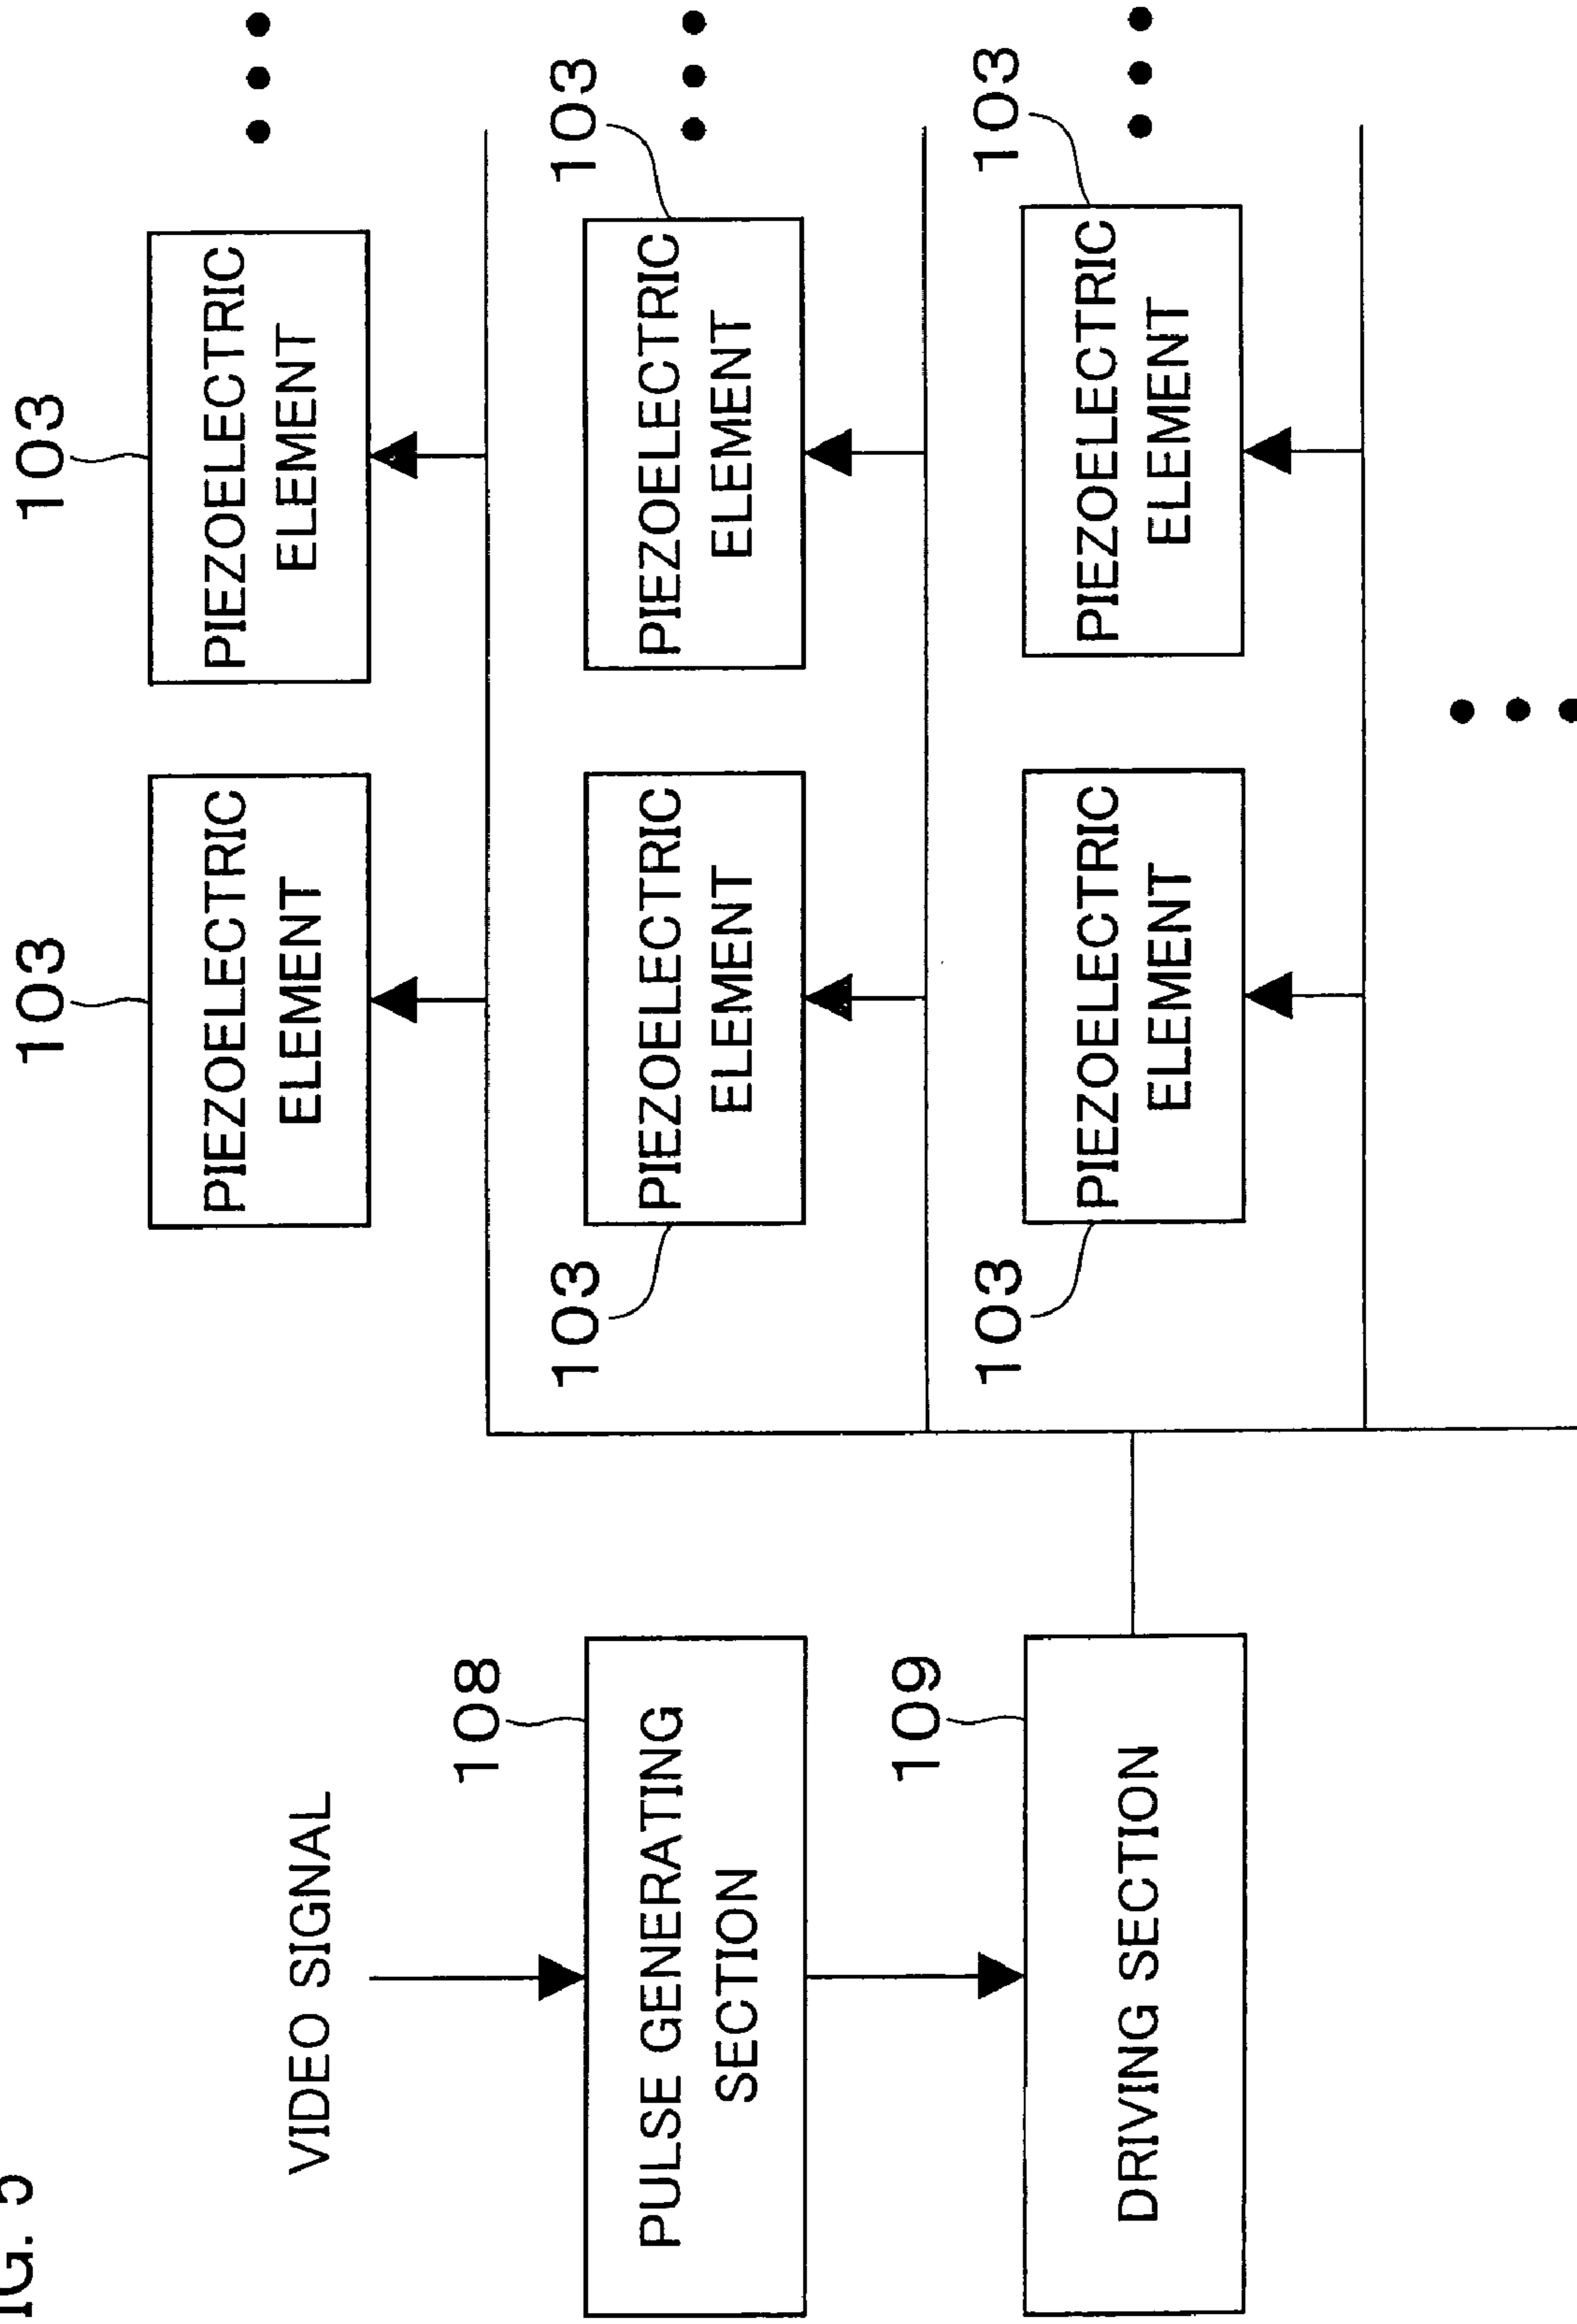 IG. 5
VIDEO SIGNAL
108
PULSE GENERATING
SECTION
109
DRIVING SECTION
103
PIEZOELECTRIC
ELEMENT
103
PIEZOELECTRIC
ELEMENT
103
PIEZOELECTRIC
ELEMENT
103
PIEZOELECTRIC
ELEMENT
103
PIEZOELECTRIC
ELEMENT
103
PIEZOELECTRIC
ELEMENT